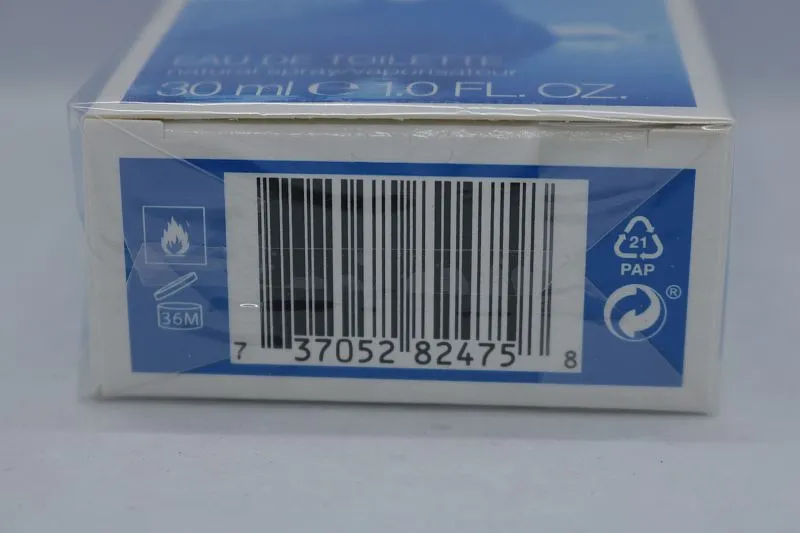 EAU DE TOILETTE
natural spray/vaporisateur
30 ml ℮ 1.0 FL. OZ.
21
PAP
36M
®
7 37052 82475 8